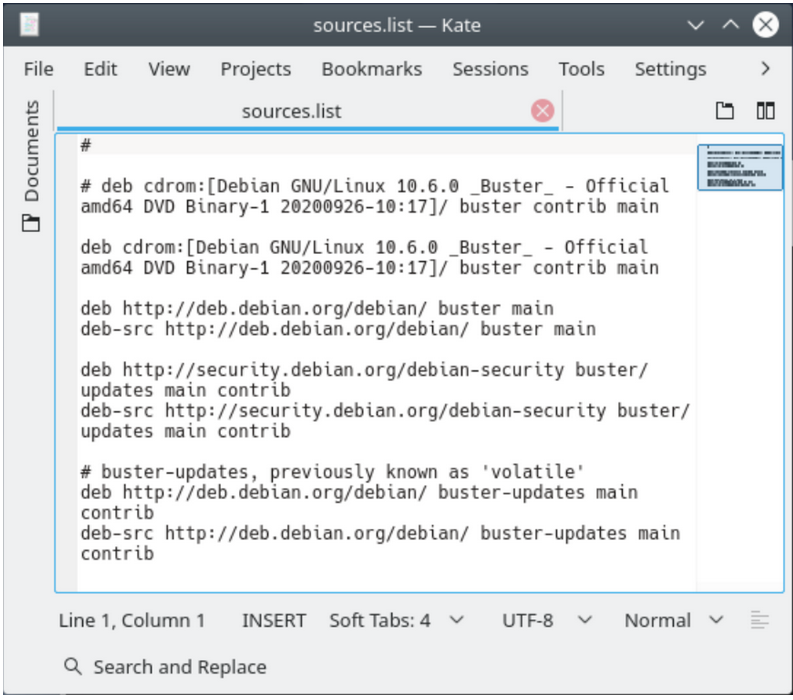 sources.list — Kate
File Edit View Projects Bookmarks Sessions Tools Settings
Documents
sources.list
#
# deb cdrom:[Debian GNU/Linux 10.6.0 _Buster_ - Official
amd64 DVD Binary-1 20200926-10:17]/ buster contrib main
deb cdrom:[Debian GNU/Linux 10.6.0 _Buster_ - Official
amd64 DVD Binary-1 20200926-10:17]/ buster contrib main
deb http://deb.debian.org/debian/ buster main
deb-src http://deb.debian.org/debian/ buster main
deb http://security.debian.org/debian-security buster/
updates main contrib
deb-src http://security.debian.org/debian-security buster/
updates main contrib
# buster-updates, previously known as 'volatile'
deb http://deb.debian.org/debian/ buster-updates main
contrib
deb-src http://deb.debian.org/debian/ buster-updates main
contrib
Line 1, Column 1 INSERT Soft Tabs: 4 UTF-8 Normal
Search and Replace